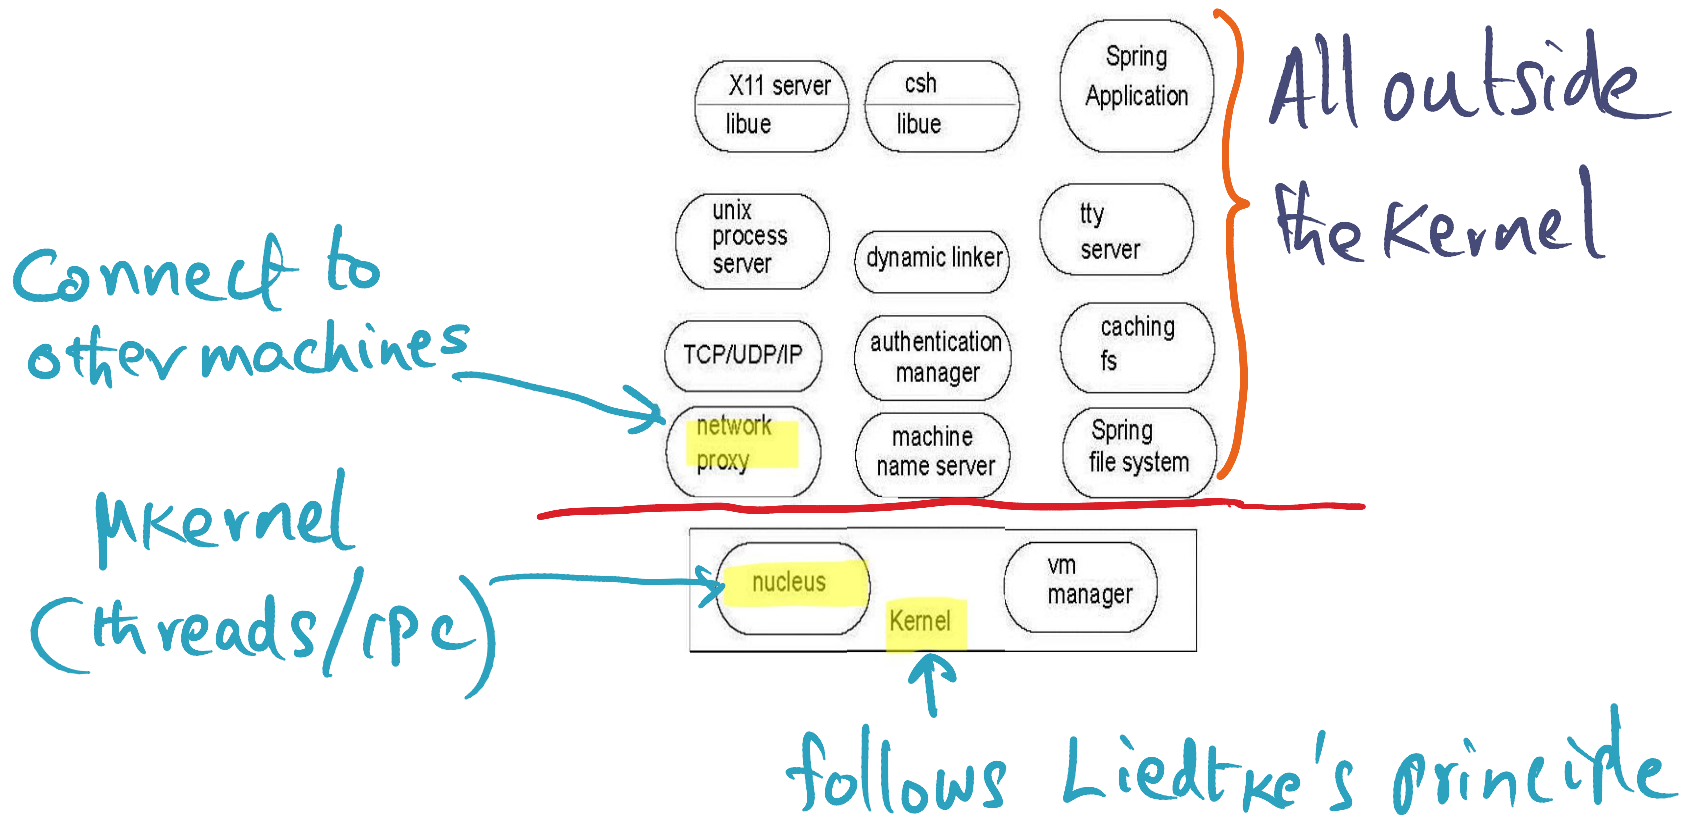 Spring
Application
X11 server
libue
csh
libue
All outside
the Kernel
unix
process
server
dynamic linker
tty
server
Connect to
other machines
TCP/UDP/IP
authentication
manager
caching
fs
network
proxy
machine
name server
Spring
file system
μKernel
(threads/IPC)
nucleus
Kernel
vm
manager
follows Liedtke's principle